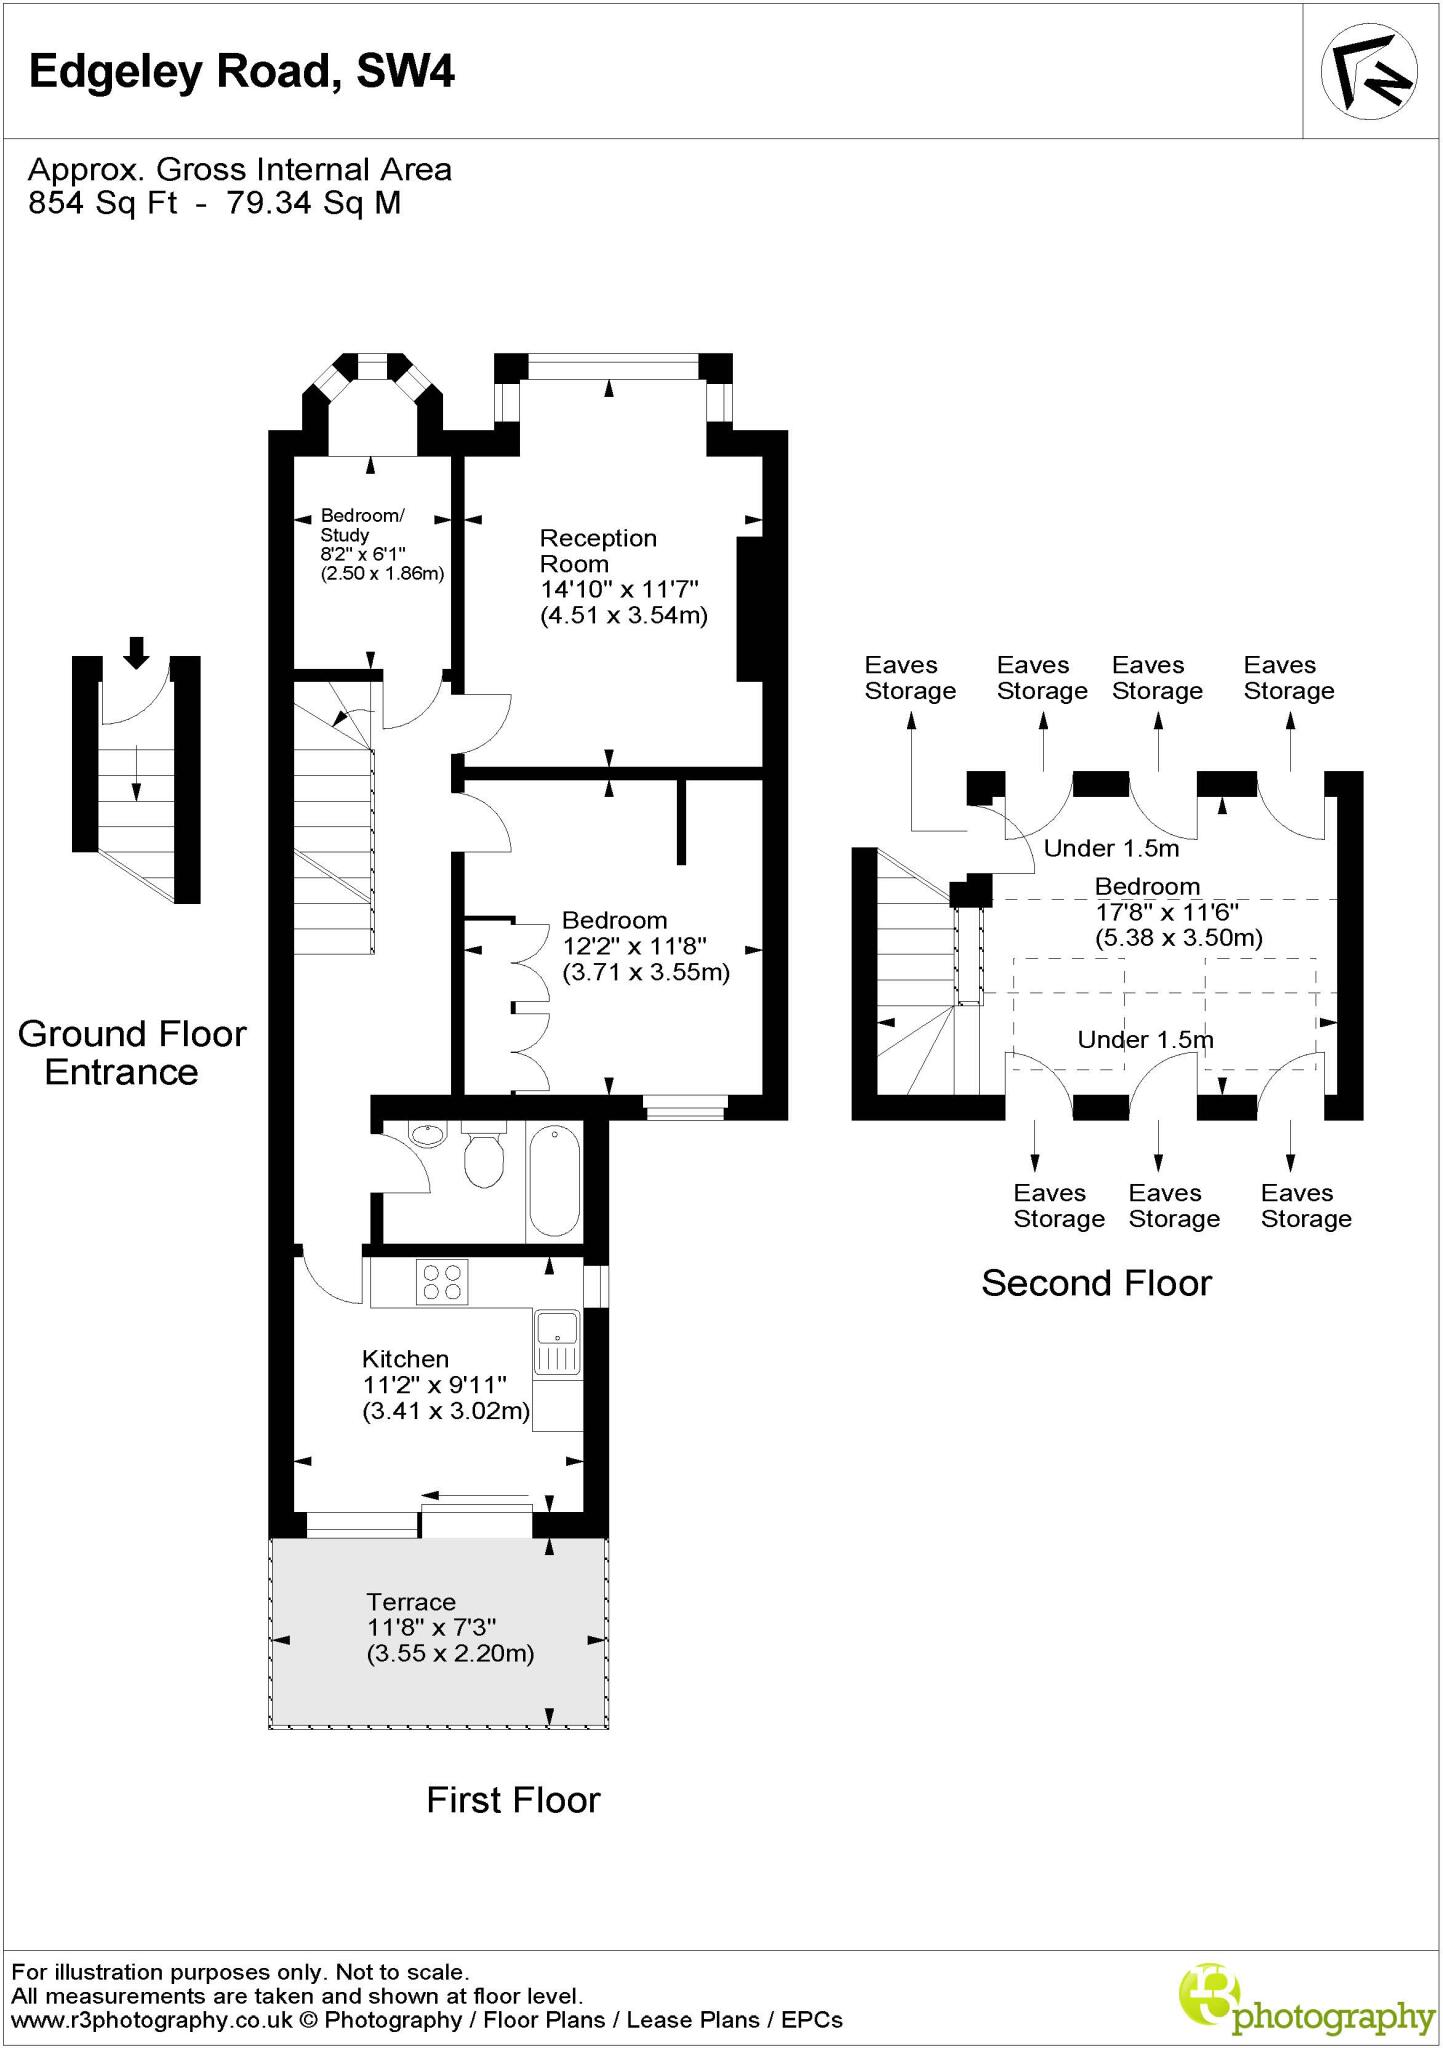 Edgeley Road, SW4
N
Approx. Gross Internal Area
854 Sq Ft - 79.34 Sq M
Bedroom/
Study
8'2" x 6'1"
(2.50 x 1.86m)
Reception
Room
14'10" x 11'7"
(4.51 x 3.54m)
Bedroom
12'2" x 11'8"
(3.71 x 3.55m)
Ground Floor
Entrance
Kitchen
11'2" x 9'11"
(3.41 x 3.02m)
Terrace
11'8" x 7'3"
(3.55 x 2.20m)
First Floor
Eaves
Storage
Eaves
Storage
Eaves
Storage
Eaves
Storage
Under 1.5m
Bedroom
17'8" x 11'6"
(5.38 x 3.50m)
Under 1.5m
Eaves
Storage
Eaves
Storage
Eaves
Storage
Second Floor
For illustration purposes only. Not to scale.
All measurements are taken and shown at floor level.
www.r3photography.co.uk © Photography / Floor Plans / Lease Plans / EPCs
R3
photography